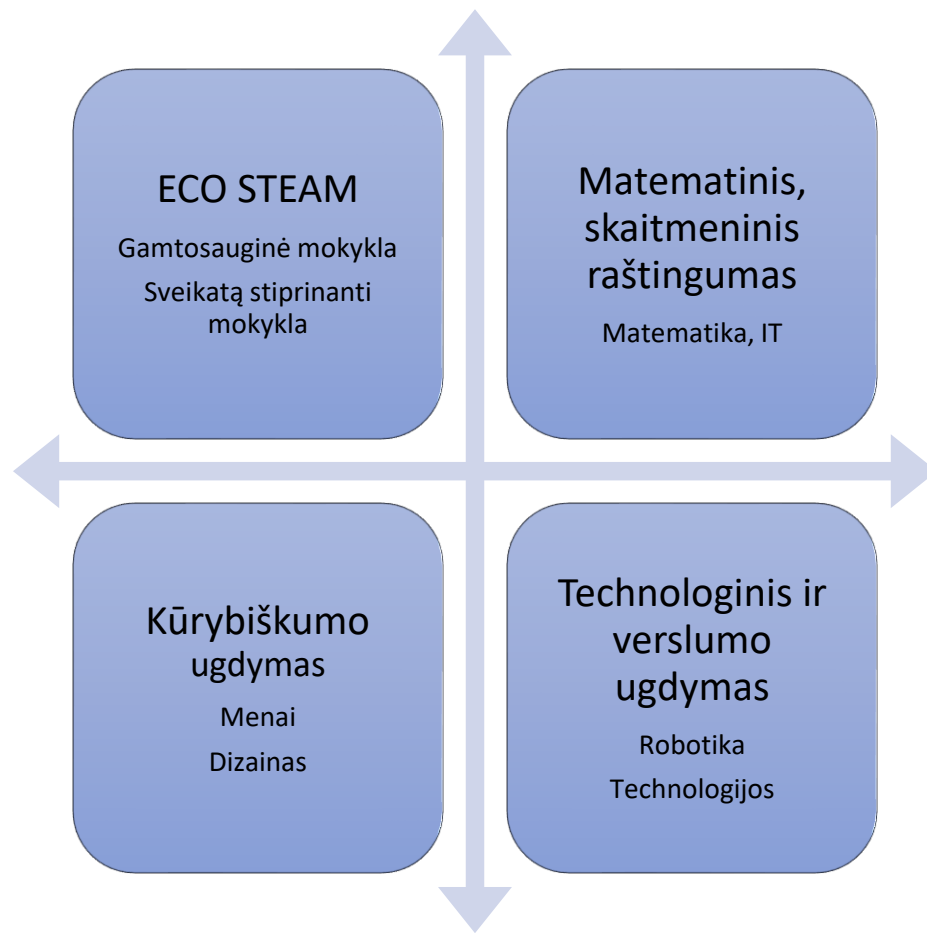 ECO STEAM
Gamtosauginė mokykla
Sveikatą stiprinanti
mokykla
Matematinis,
skaitmeninis
raštingumas
Matematika, IT
Kūrybiškumo
ugdymas
Menai
Dizainas
Technologinis ir
verslumo
ugdymas
Robotika
Technologijos